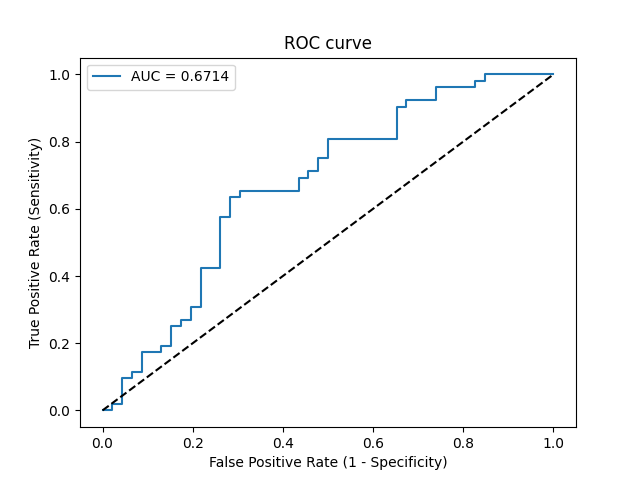 ROC curve
AUC = 0.6714
True Positive Rate (Sensitivity)
1.0
0.8
0.6
0.4
0.2
0.0
0.0 0.2 0.4 0.6 0.8 1.0
False Positive Rate (1 - Specificity)